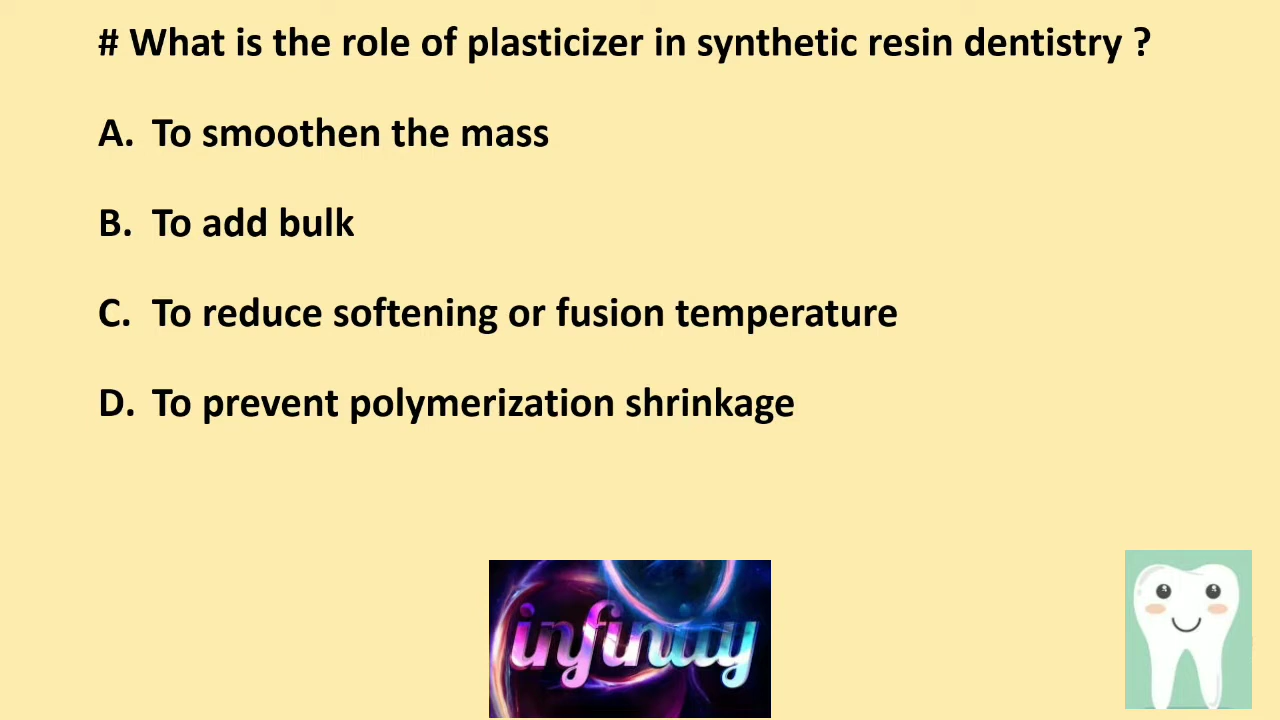 # What is the role of plasticizer in synthetic resin dentistry ?
A. To smoothen the mass
B. To add bulk
C. To reduce softening or fusion temperature
D. To prevent polymerization shrinkage
infinity